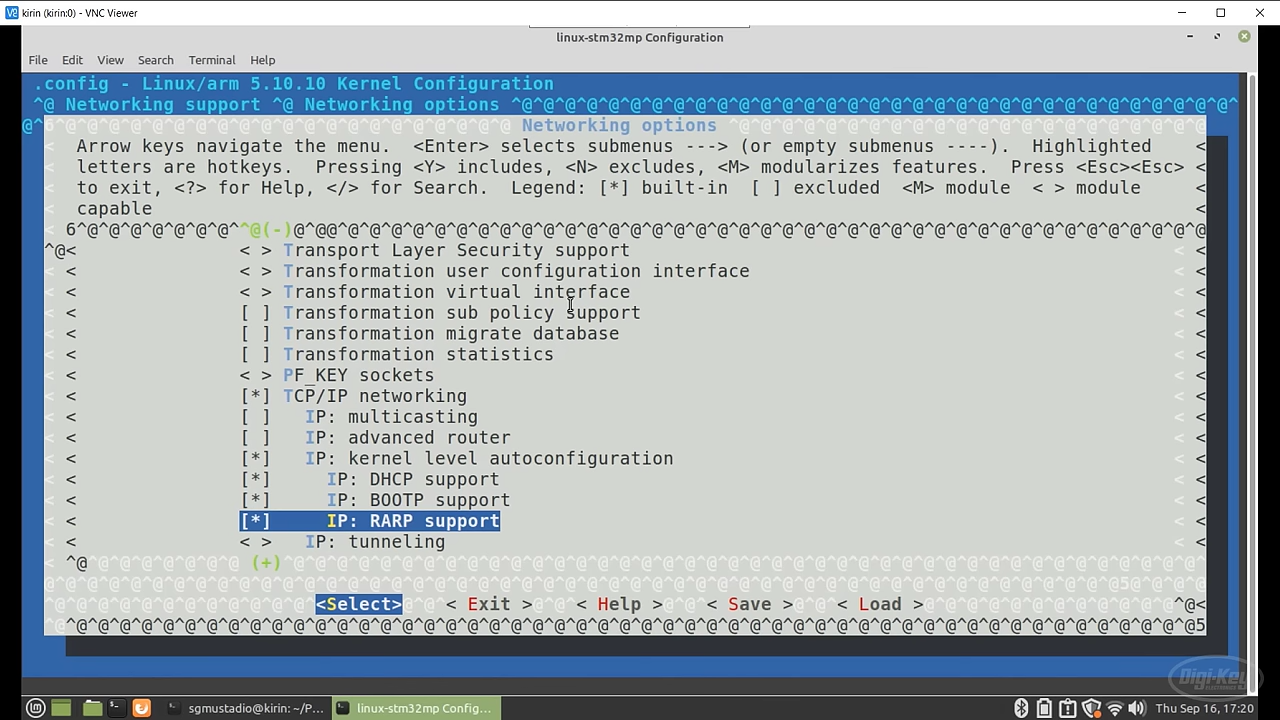 kirin (kirin:0) - VNC Viewer
linux-stm32mp Configuration
File Edit View Search Terminal Help
.config - Linux/arm 5.10.10 Kernel Configuration
^@ Networking support ^@ Networking options ^@^@^@^@^@^@^@^@^@^@^@^@^@^@^@^@^@^@^@^@^@^@^@^@^@^@^@^@^@^@^@^@^@^
Networking options
Arrow keys navigate the menu. <Enter> selects submenus ---> (or empty submenus ----). Highlighted <
letters are hotkeys. Pressing <Y> includes, <N> excludes, <M> modularizes features. Press <Esc><Esc> <
to exit, <?> for Help, </> for Search. Legend: [*] built-in [ ] excluded <M> module < > module <
capable <
^@(-)
^@< < > Transport Layer Security support < <
< < > Transformation user configuration interface < <
< < > Transformation virtual interface < <
< [ ] Transformation sub policy support < <
< [ ] Transformation migrate database < <
< [ ] Transformation statistics < <
< < > PF_KEY sockets < <
< [*] TCP/IP networking < <
< [ ] IP: multicasting < <
< [ ] IP: advanced router < <
< [*] IP: kernel level autoconfiguration < <
< [*] IP: DHCP support < <
< [*] IP: BOOTP support < <
< [*] IP: RARP support < <
< < > IP: tunneling < <
^@ (+)
<Select> < Exit > < Help > < Save > < Load > ^@<
Digi-Key
ELECTRONICS
sgmustadio@kirin: ~/P... linux-stm32mp Config... Thu Sep 16, 17:20